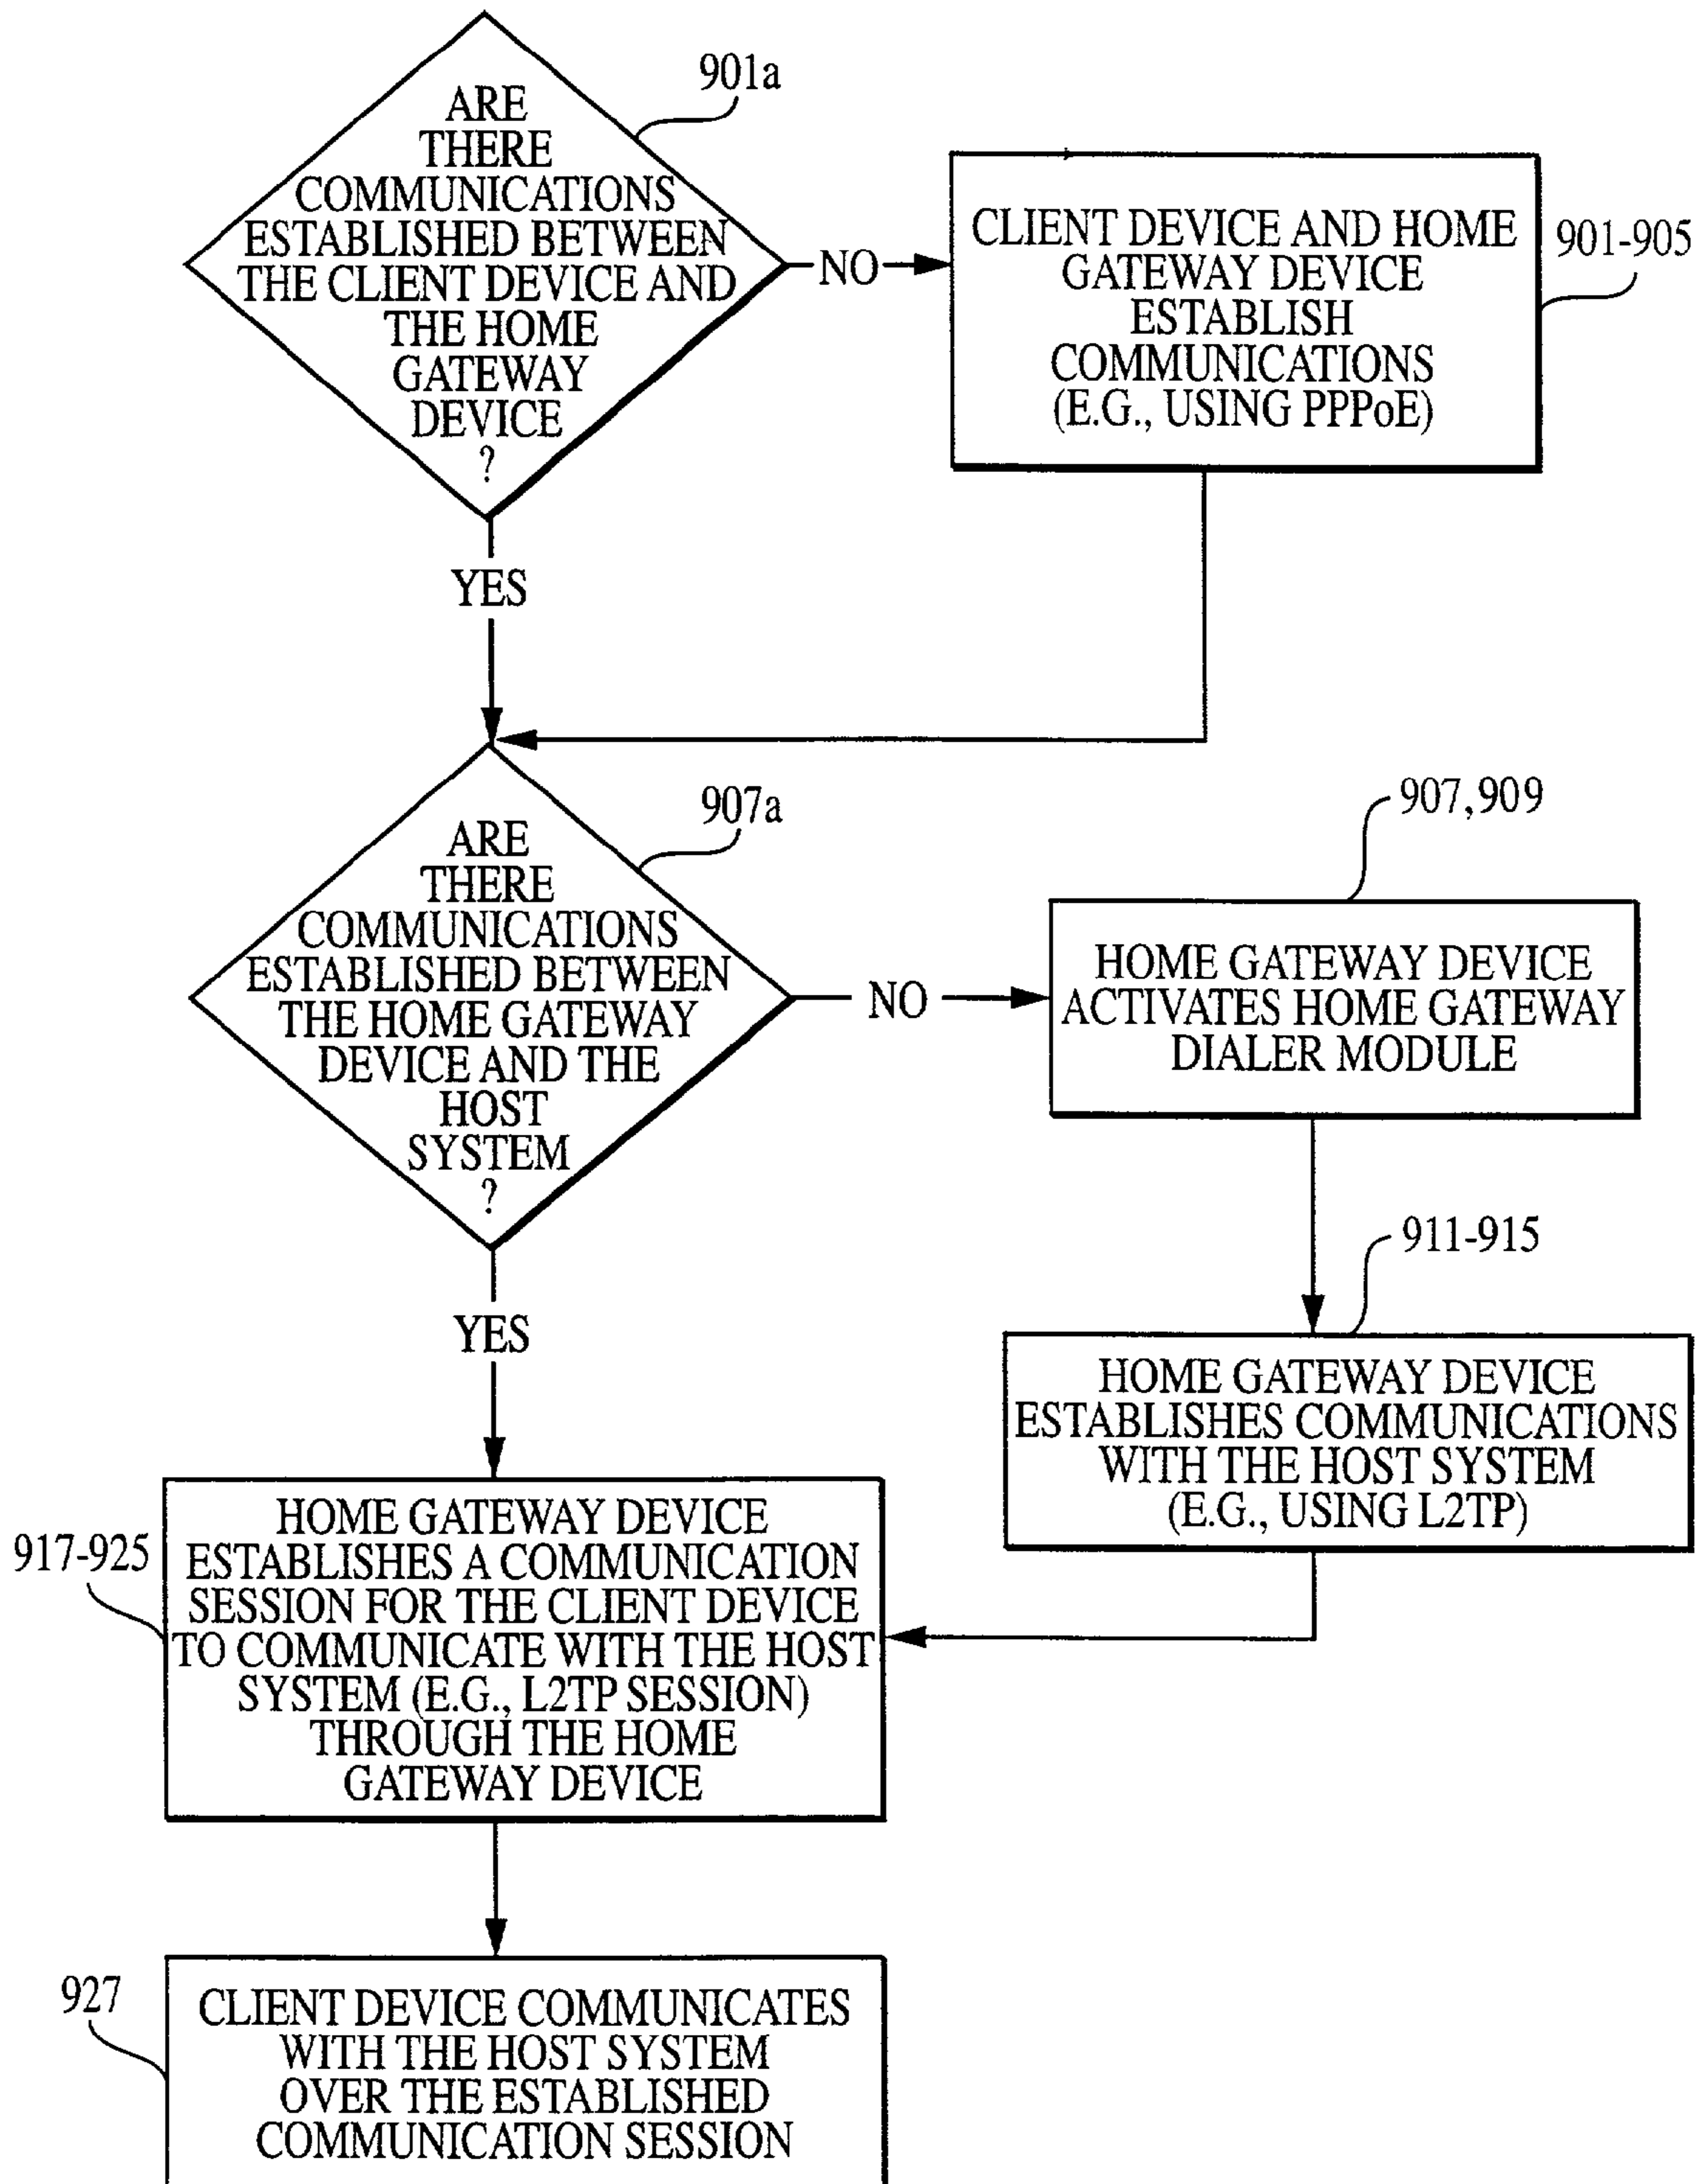 901a
ARE
THERE
COMMUNICATIONS
ESTABLISHED BETWEEN
THE CLIENT DEVICE AND
THE HOME
GATEWAY
DEVICE
?
NO
CLIENT DEVICE AND HOME
GATEWAY DEVICE
ESTABLISH
COMMUNICATIONS
(E.G., USING PPPoE)
901-905
YES
907a
ARE
THERE
COMMUNICATIONS
ESTABLISHED BETWEEN
THE HOME GATEWAY
DEVICE AND THE
HOST
SYSTEM
?
NO
907,909
HOME GATEWAY DEVICE
ACTIVATES HOME GATEWAY
DIALER MODULE
911-915
HOME GATEWAY DEVICE
ESTABLISHES COMMUNICATIONS
WITH THE HOST SYSTEM
(E.G., USING L2TP)
YES
917-925
HOME GATEWAY DEVICE
ESTABLISHES A COMMUNICATION
SESSION FOR THE CLIENT DEVICE
TO COMMUNICATE WITH THE HOST
SYSTEM (E.G., L2TP SESSION)
THROUGH THE HOME
GATEWAY DEVICE
927
CLIENT DEVICE COMMUNICATES
WITH THE HOST SYSTEM
OVER THE ESTABLISHED
COMMUNICATION SESSION